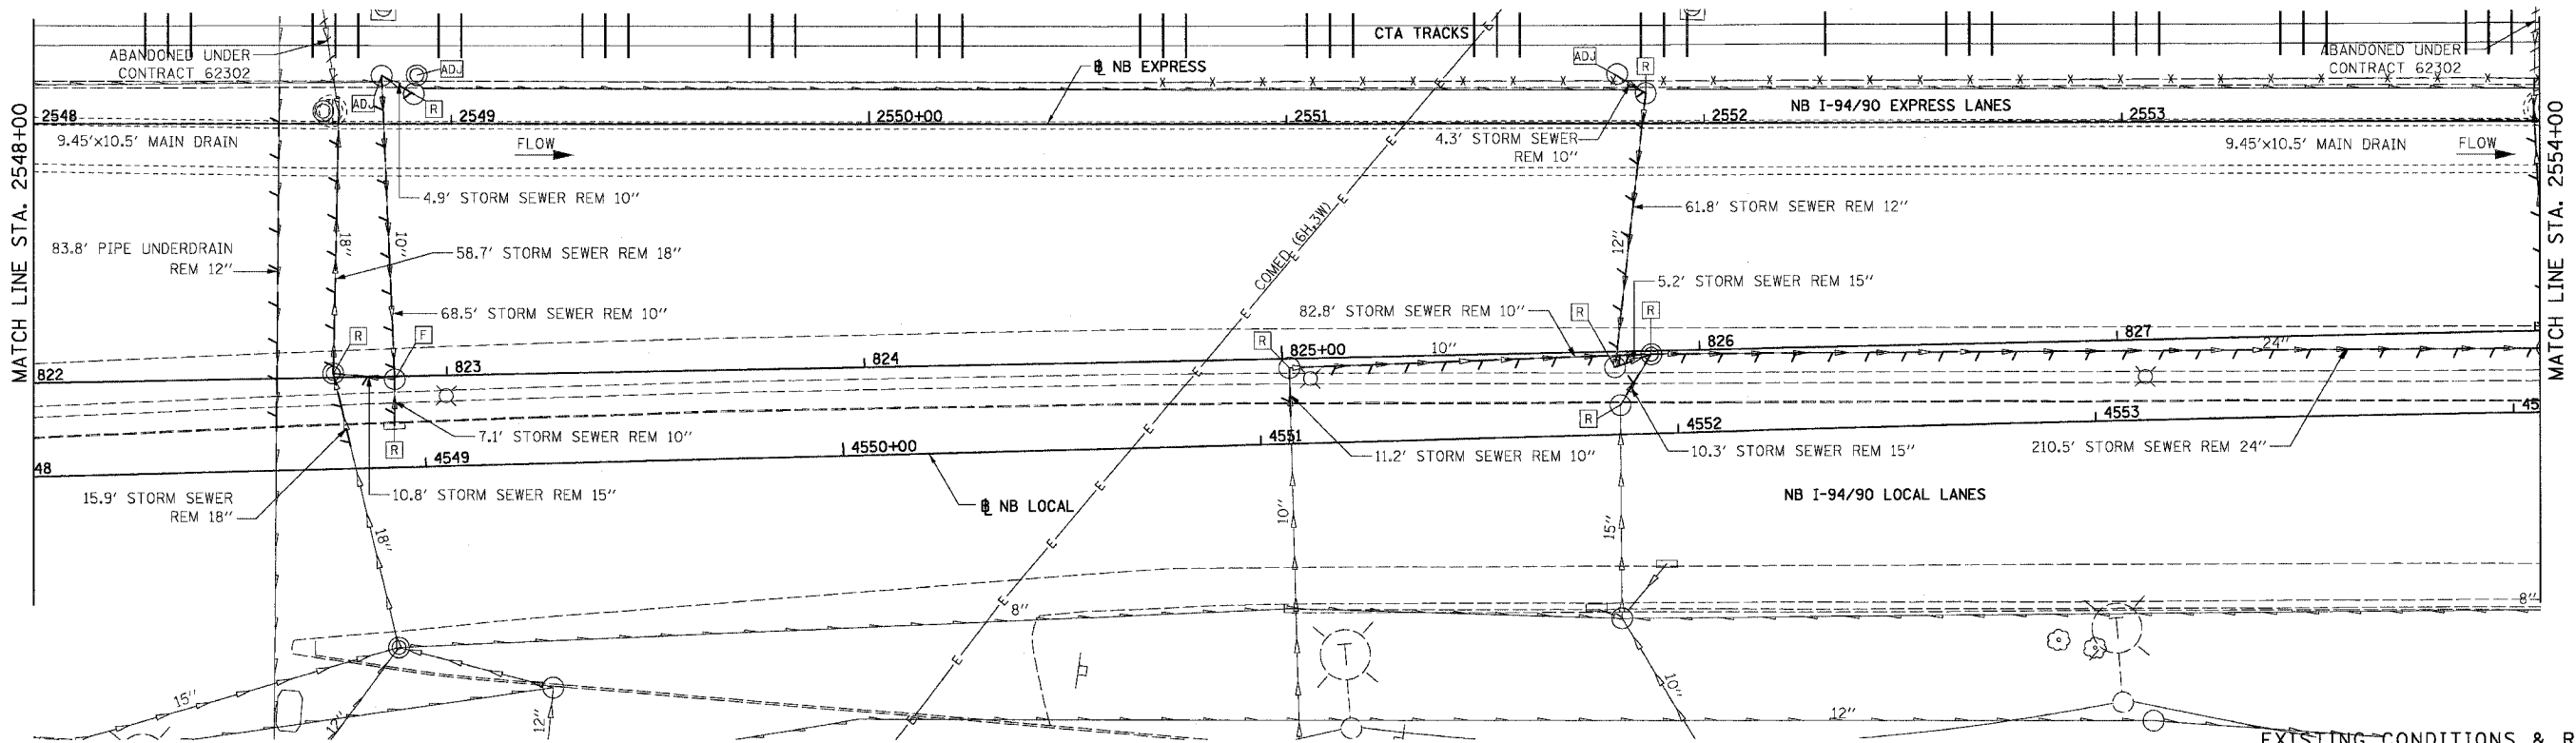 CTA TRACKS
ABANDONED UNDER
CONTRACT 62302
ADJ
ADJ
R
℄ NB EXPRESS
ADJ
R
ABANDONED UNDER
CONTRACT 62302
NB I-94/90 EXPRESS LANES
2548
2549
2550+00
2551
2552
2553
MATCH LINE STA. 2548+00
MATCH LINE STA. 2554+00
9.45'x10.5' MAIN DRAIN
FLOW
4.3' STORM SEWER
REM 10"
9.45'x10.5' MAIN DRAIN
FLOW
4.9' STORM SEWER REM 10"
61.8' STORM SEWER REM 12"
COMED (6H,3W)
83.8' PIPE UNDERDRAIN
REM 12"
18"
10"
58.7' STORM SEWER REM 18"
12"
5.2' STORM SEWER REM 15"
68.5' STORM SEWER REM 10"
82.8' STORM SEWER REM 10"
R
R
R
F
R
822
823
824
825+00
10"
826
827
24"
R
R
7.1' STORM SEWER REM 10"
48
4549
4550+00
4551
4552
4553
45
11.2' STORM SEWER REM 10"
10.3' STORM SEWER REM 15"
210.5' STORM SEWER REM 24"
15.9' STORM SEWER
REM 18"
10.8' STORM SEWER REM 15"
℄ NB LOCAL
NB I-94/90 LOCAL LANES
18"
10"
15"
8"
8"
T
T
15"
12"
12"
10"
12"
EXISTING CONDITIONS & R